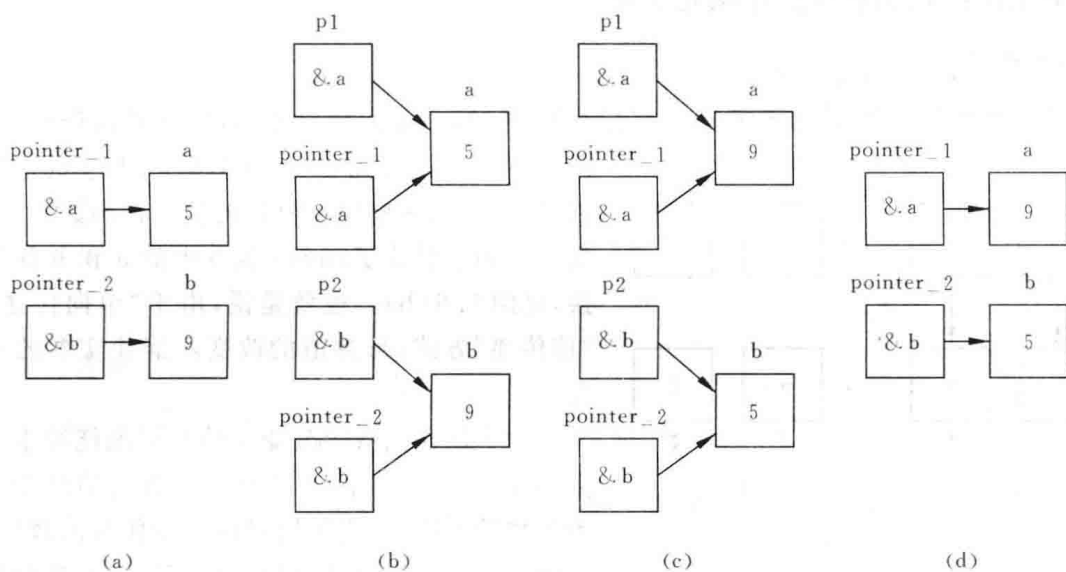 p1
&a
a
5
pointer_1
&a
p2
&b
b
9
pointer_2
&b
p1
&a
a
9
pointer_1
&a
p2
&b
b
5
pointer_2
&b
pointer_1 a
&a 5
pointer_2 b
&b 9
pointer_1 a
&a 9
pointer_2 b
&b 5
(a) (b) (c) (d)